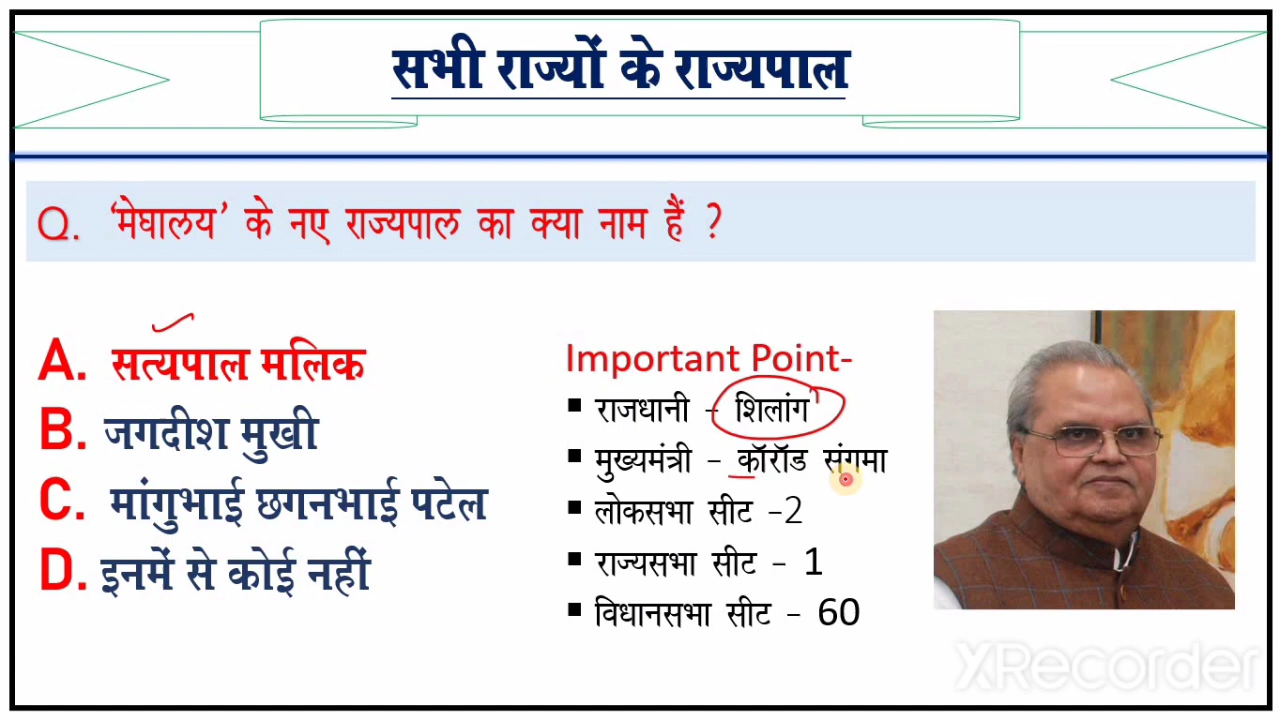 सभी राज्यों के राज्यपाल
Q. ‘मेघालय’ के नए राज्यपाल का क्या नाम हैं ?
A. सत्यपाल मलिक
B. जगदीश मुखी
C. मांगुभाई छगनभाई पटेल
D. इनमें से कोई नहीं
Important Point-
▪ राजधानी - शिलांग
▪ मुख्यमंत्री - कॉरॉड संगमा
▪ लोकसभा सीट -2
▪ राज्यसभा सीट - 1
▪ विधानसभा सीट - 60
XRecorder